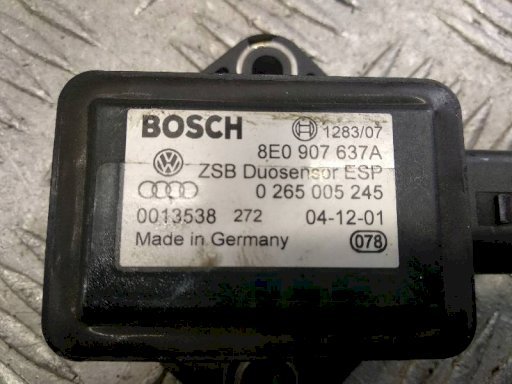 BOSCH 1283/07
8E0 907 637A
ZSB Duosensor ESP
0 265 005 245
0013538 272 04-12-01
Made in Germany 078